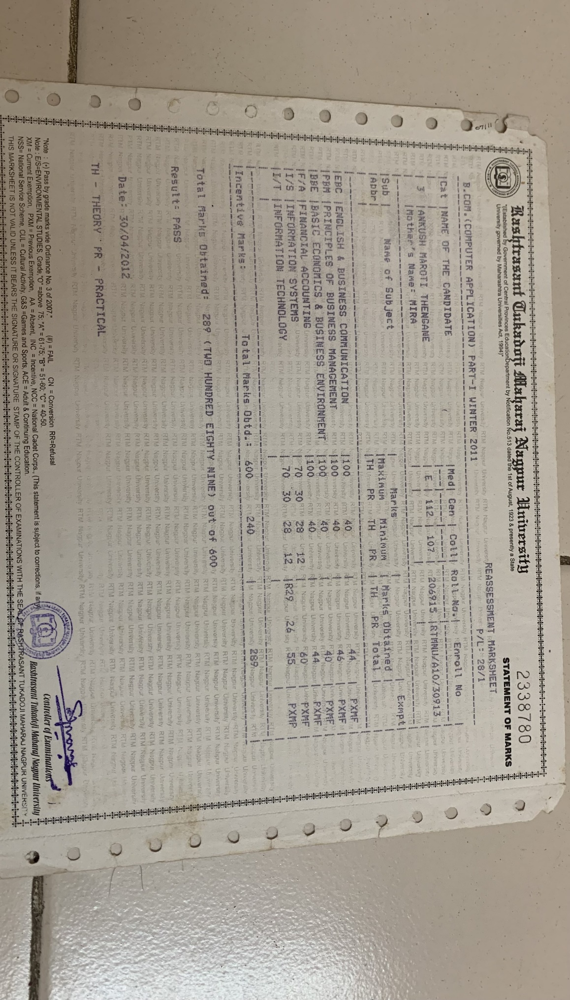 07/11
Rashtrasant Tukadoji Maharaj Nagpur University
"(Established by Government of Central Provinces EducationDepartment by Notification No.513 dated the 1st of August, 1923 & presently a State
University governed by Maharashtra Universities Act, 1994)"
2338780
STATEMENT OF MARKS
REASSESSMENT MARKSHEET
P/L: 28/1
B.COM.(COMPUTER APPLICATION) PART-I WINTER 2011
|Cat |NAME OF THE CANDIDATE |Med| Cen | Coll| Roll No.| Enroll No |
| 3 |ANKUSH MAROTI THENGANE | E | 112 | 107 | 206915 |RTMNU/A10/30913 |
| |Mother's Name: MIRA
|Sub | Name of Subject | Marks | Exmpt|
|Abbr| |Maximum Minimum | Marks Obtained |
|TH PR TH PR | TH PR Total |
|EBC |ENGLISH & BUSINESS COMMUNICATION |100 40 | 44 | PXMF |
|PBM |PRINCIPLES OF BUSINESS MANAGEMENT |100 40 | 46 | PXMF |
|BBE |BASIC ECONOMICS & BUSINESS ENVIRONMENT |100 40 | 40 | PXMF |
|F/A |FINANCIAL ACCOUNTING |100 40 | 44 | PXMF |
|I/S |INFORMATION SYSTEMS | 70 30 28 12 | 60 | PXMF |
|I/T |INFORMATION TECHNOLOGY | 70 30 28 12 |R29 26 55 | PXMP |
|Incentive Marks: Total Marks Obtd.: 600 240 | 289 |
Total Marks Obtained: 289 (TWO HUNDRED EIGHTY NINE) out of 600
Result: PASS
Date: 30/04/2012
TH - THEORY PR - PRACTICAL
"Note : (*) Pass by grade marks vide Ordinance No. 3 of 2007." (#) = FAIL CN = Conversion RR=Refusal
Note : E/S=ENVIRONMENTAL STUDIES, Grade,"O" =above 75; "A" = 61-75; "B" = 51-60; "C" = 40-50.
XM = Current Exemption, PXM = Previous Exemption, AA = Absent, INC = Incentive, NCC = National Cadet Corps., (This statement is subject to corrections, if any)
NSS= National Service Scheme, CUL = Cultural Activity, G&S =Games and Sports, ACE = Adult & Continuing Education.
THIS MARKSHEET IS NOT VALID UNLESS IT BEARS THE SIGNATURE OR SIGNATURE STAMP OF THE CONTROLLER OF EXAMINATIONS WITH THE SEAL OF RASHTRASANT TUKADOJI MAHARAJ NAGPUR UNIVERSITY
Controller of Examinations
Rashtrasant Tukadoji Maharaj Nagpur University